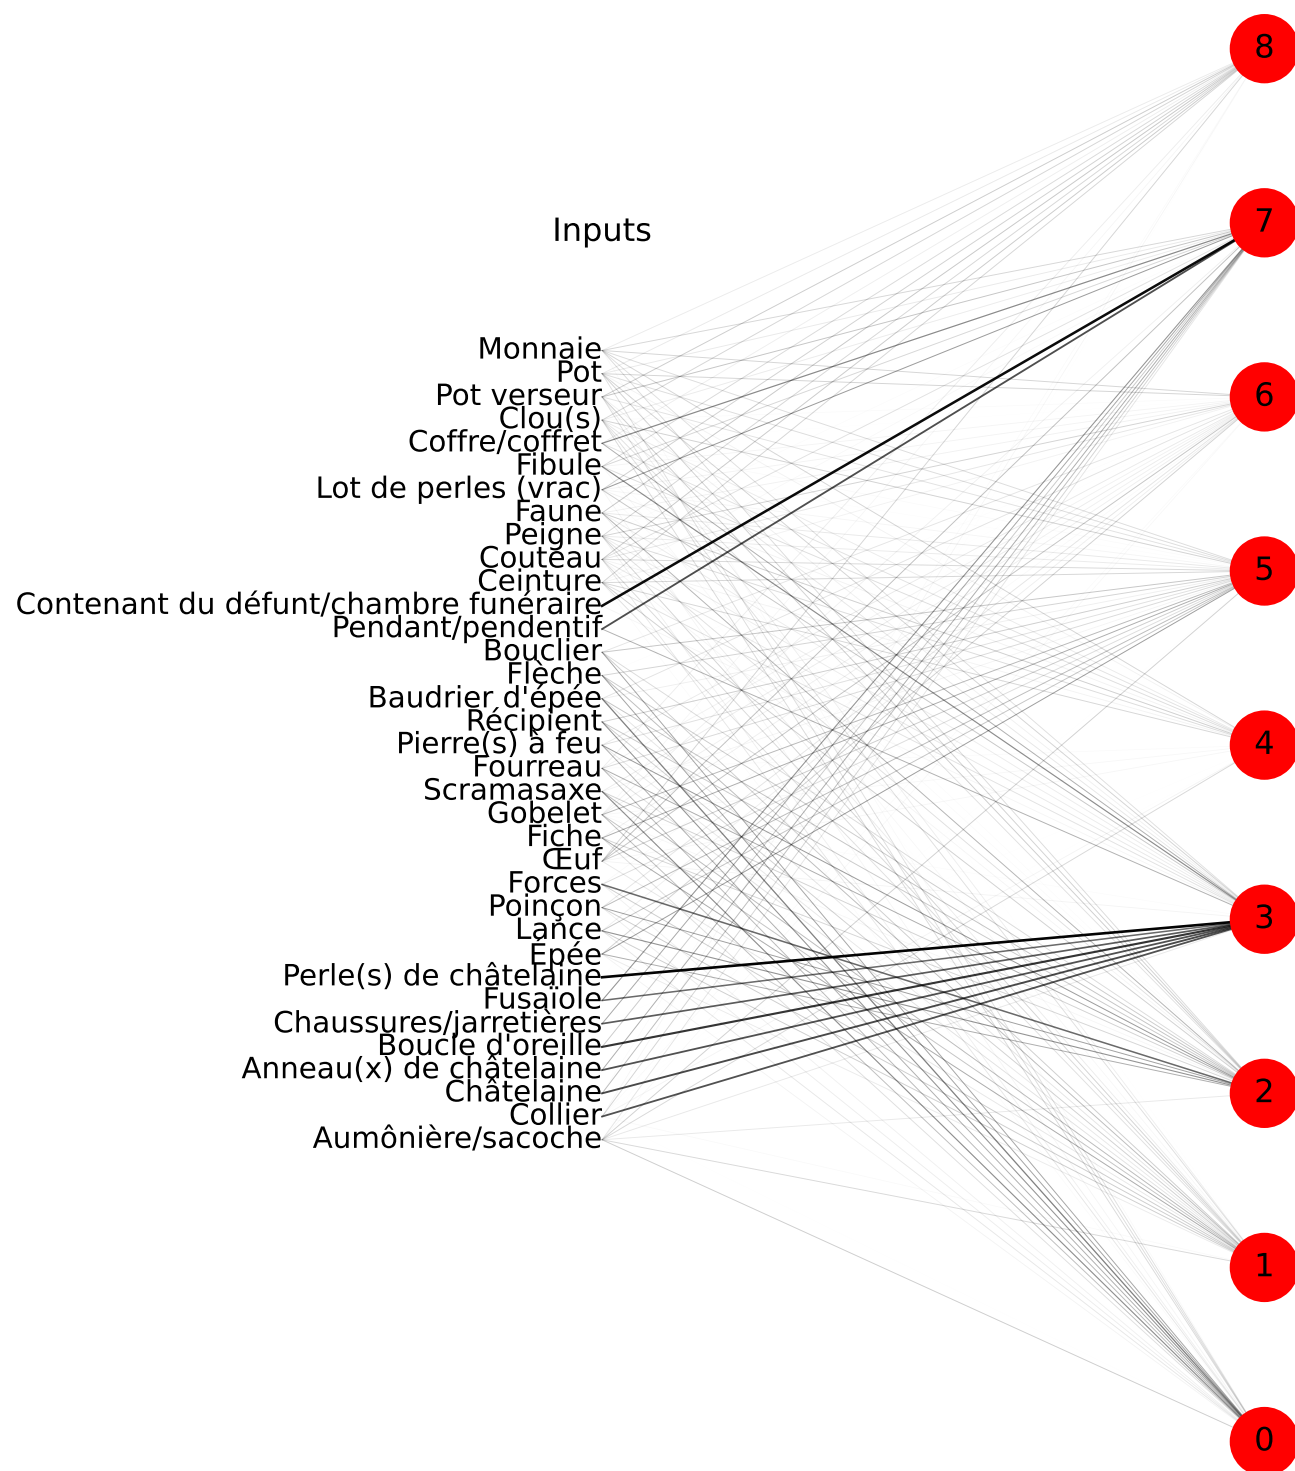 8
7
Inputs
Monnaie
Pot
6
Pot verseur
Clou(s)
Coffre/coffret
Fibule
Lot de perles (vrac)
Faune
Peigne
Couteau
5
Ceinture
Contenant du défunt/chambre funéraire
Pendant/pendentif
Bouclier
Flèche
Baudrier d'épée
Récipient
Pierre(s) à feu
4
Fourreau
Scramasaxe
Gobelet
Fiche
Œuf
Forces
Poinçon
3
Lance
Épée
Perle(s) de châtelaine
Fusaïole
Chaussures/jarretières
Boucle d'oreille
Anneau(x) de châtelaine
Châtelaine
2
Collier
Aumônière/sacoche
1
0